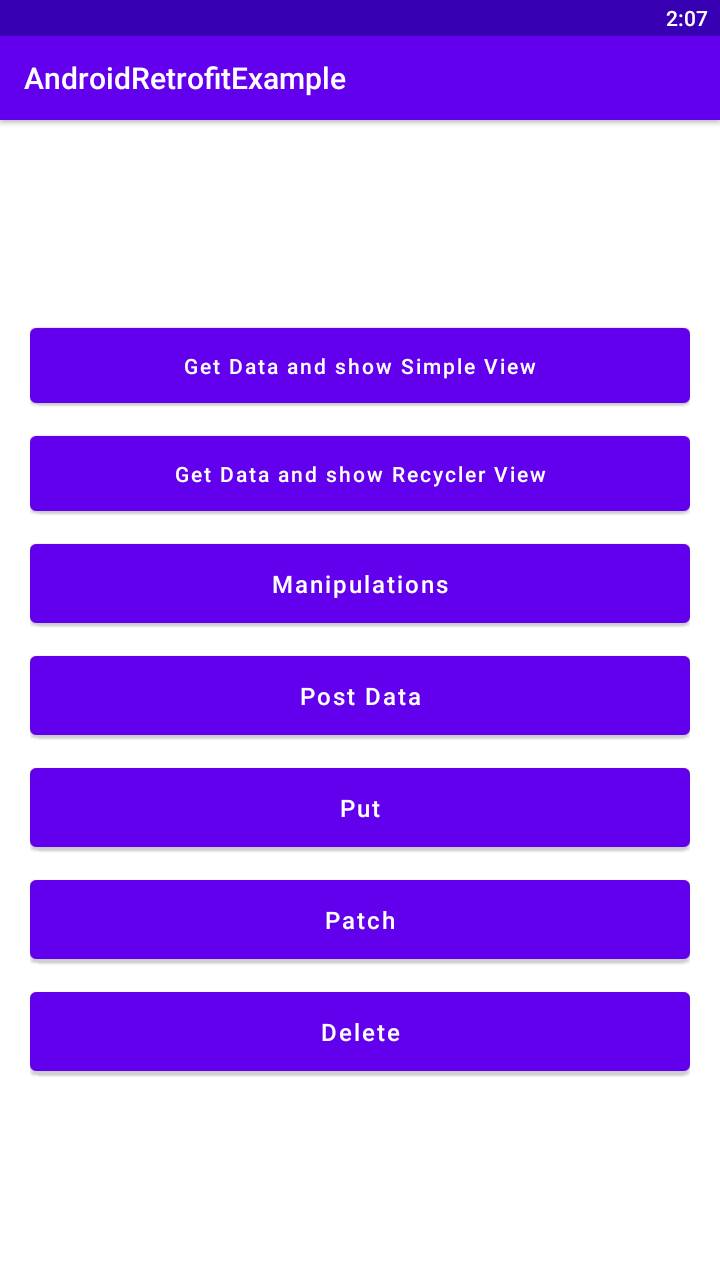 2:07
AndroidRetrofitExample
Get Data and show Simple View
Get Data and show Recycler View
Manipulations
Post Data
Put
Patch
Delete